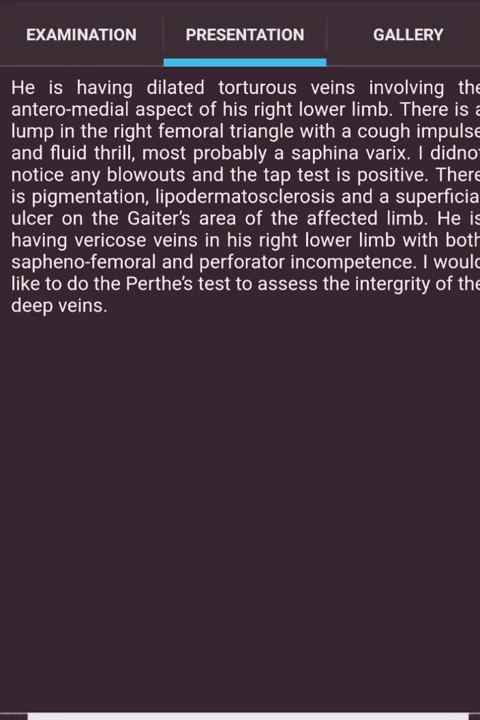 EXAMINATION PRESENTATION GALLERY
He is having dilated torturous veins involving the
antero-medial aspect of his right lower limb. There is a
lump in the right femoral triangle with a cough impulse
and fluid thrill, most probably a saphina varix. I didnot
notice any blowouts and the tap test is positive. There
is pigmentation, lipodermatosclerosis and a superficia
ulcer on the Gaiter’s area of the affected limb. He is
having vericose veins in his right lower limb with both
sapheno-femoral and perforator incompetence. I would
like to do the Perthe’s test to assess the intergrity of the
deep veins.